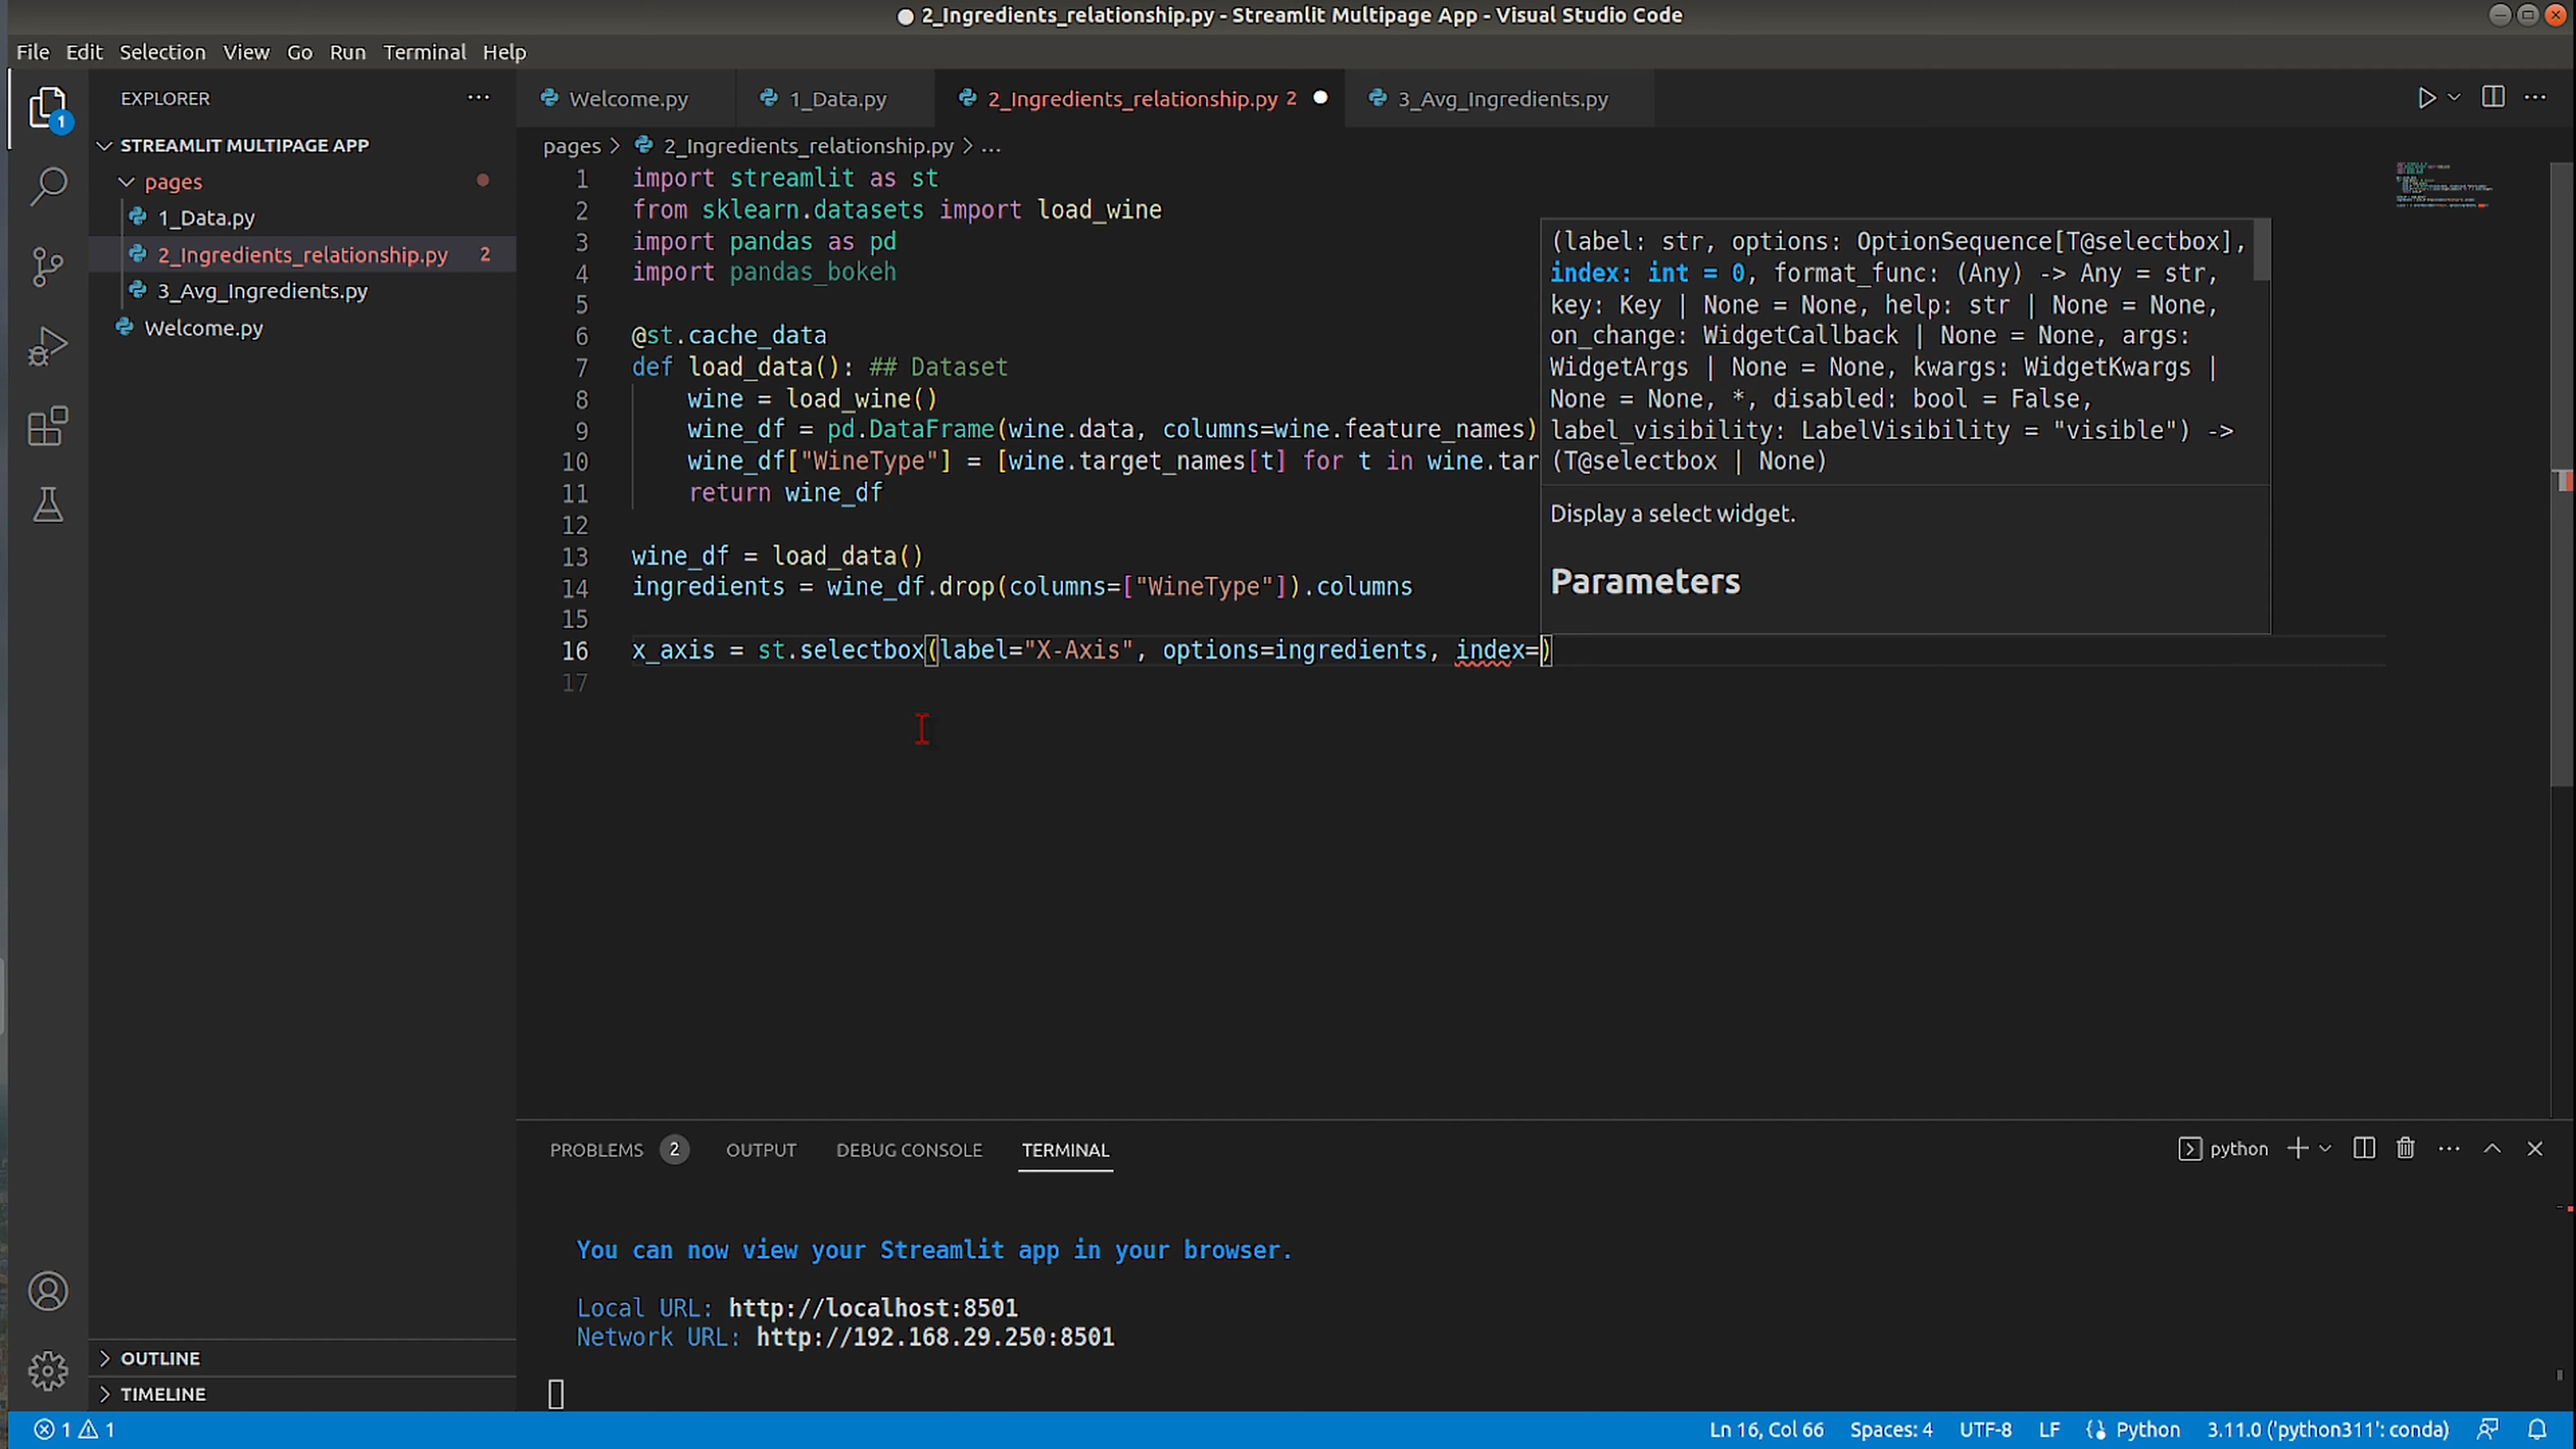 2_Ingredients_relationship.py - Streamlit Multipage App - Visual Studio Code
File Edit Selection View Go Run Terminal Help
EXPLORER
STREAMLIT MULTIPAGE APP
pages
1_Data.py
2_Ingredients_relationship.py 2
3_Avg_Ingredients.py
Welcome.py
OUTLINE
TIMELINE
Welcome.py 1_Data.py 2_Ingredients_relationship.py 2 3_Avg_Ingredients.py
pages > 2_Ingredients_relationship.py > ...
1 import streamlit as st
2 from sklearn.datasets import load_wine
3 import pandas as pd
4 import pandas_bokeh
5
6 @st.cache_data
7 def load_data(): ## Dataset
8 wine = load_wine()
9 wine_df = pd.DataFrame(wine.data, columns=wine.feature_names)
10 wine_df["WineType"] = [wine.target_names[t] for t in wine.tar
11 return wine_df
12
13 wine_df = load_data()
14 ingredients = wine_df.drop(columns=["WineType"]).columns
15
16 x_axis = st.selectbox(label="X-Axis", options=ingredients, index=)
17
(label: str, options: OptionSequence[T@selectbox],
index: int = 0, format_func: (Any) -> Any = str,
key: Key | None = None, help: str | None = None,
on_change: WidgetCallback | None = None, args:
WidgetArgs | None = None, kwargs: WidgetKwargs |
None = None, *, disabled: bool = False,
label_visibility: LabelVisibility = "visible") ->
(T@selectbox | None)
Display a select widget.
Parameters
PROBLEMS 2 OUTPUT DEBUG CONSOLE TERMINAL
python
You can now view your Streamlit app in your browser.
Local URL: http://localhost:8501
Network URL: http://192.168.29.250:8501
1 1
Ln 16, Col 66 Spaces: 4 UTF-8 LF Python 3.11.0 ('python311': conda)
1